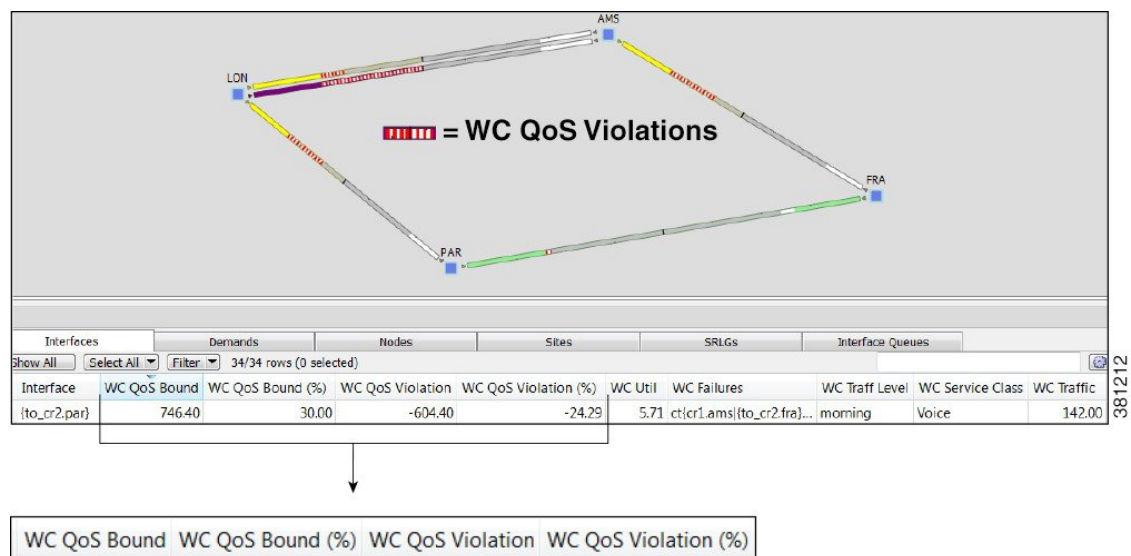 AMS
LON
= WC QoS Violations
FRA
PAR
Interfaces Demands Nodes Sites SRLGs Interface Queues
Show All Select All Filter 34/34 rows (0 selected)
Interface WC QoS Bound WC QoS Bound (%) WC QoS Violation WC QoS Violation (%) WC Util WC Failures WC Traff Level WC Service Class WC Traffic
{to_cr2.par} 746.40 30.00 -604.40 -24.29 5.71 ct{cr1.ams|{to_cr2.fra}... morning Voice 142.00
381212
WC QoS Bound WC QoS Bound (%) WC QoS Violation WC QoS Violation (%)